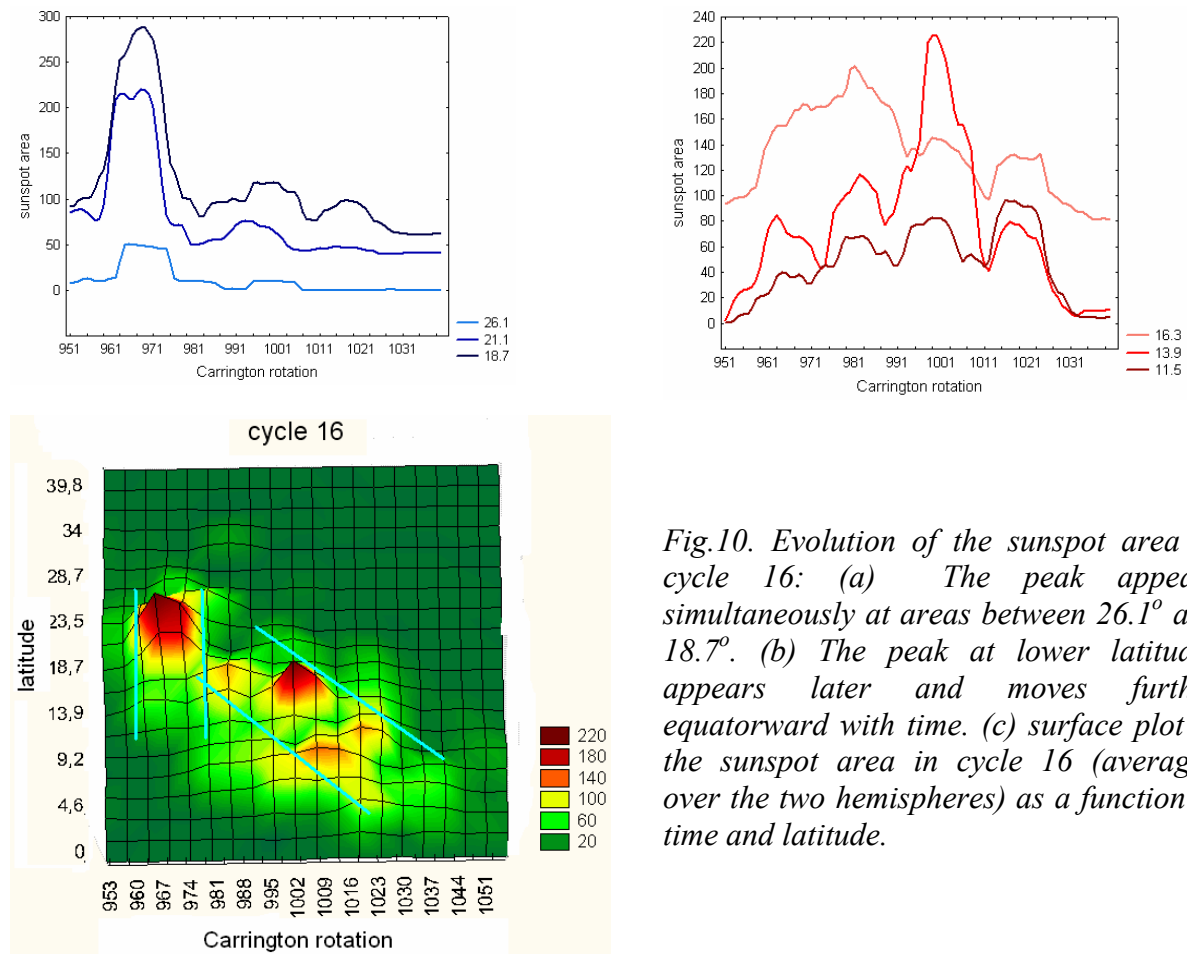 300
250
200
150
100
50
0
sunspot area
951 961 971 981 991 1001 1011 1021 1031
Carrington rotation
26.1
21.1
18.7
240
220
200
180
160
140
120
100
80
60
40
20
0
sunspot area
951 961 971 981 991 1001 1011 1021 1031
Carrington rotation
16.3
13.9
11.5
cycle 16
39,8
34
28,7
23,5
18,7
13,9
9,2
4,6
0
latitude
953 960 967 974 981 988 995 1002 1009 1016 1023 1030 1037 1044 1051
Carrington rotation
220
180
140
100
60
20
Fig.10. Evolution of the sunspot area
cycle 16: (a) The peak appea
simultaneously at areas between 26.1º a
18.7º. (b) The peak at lower latitud
appears later and moves furth
equatorward with time. (c) surface plot
the sunspot area in cycle 16 (averag
over the two hemispheres) as a function
time and latitude.